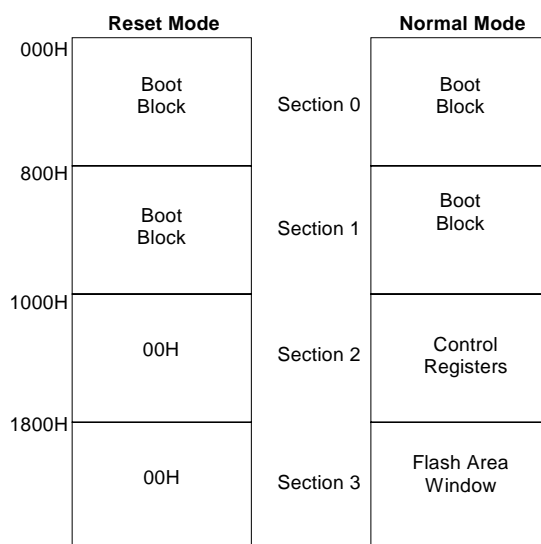 Reset Mode
Normal Mode
000H
Boot
Block
Section 0
Boot
Block
800H
Boot
Block
Section 1
Boot
Block
1000H
00H
Section 2
Control
Registers
1800H
00H
Section 3
Flash Area
Window